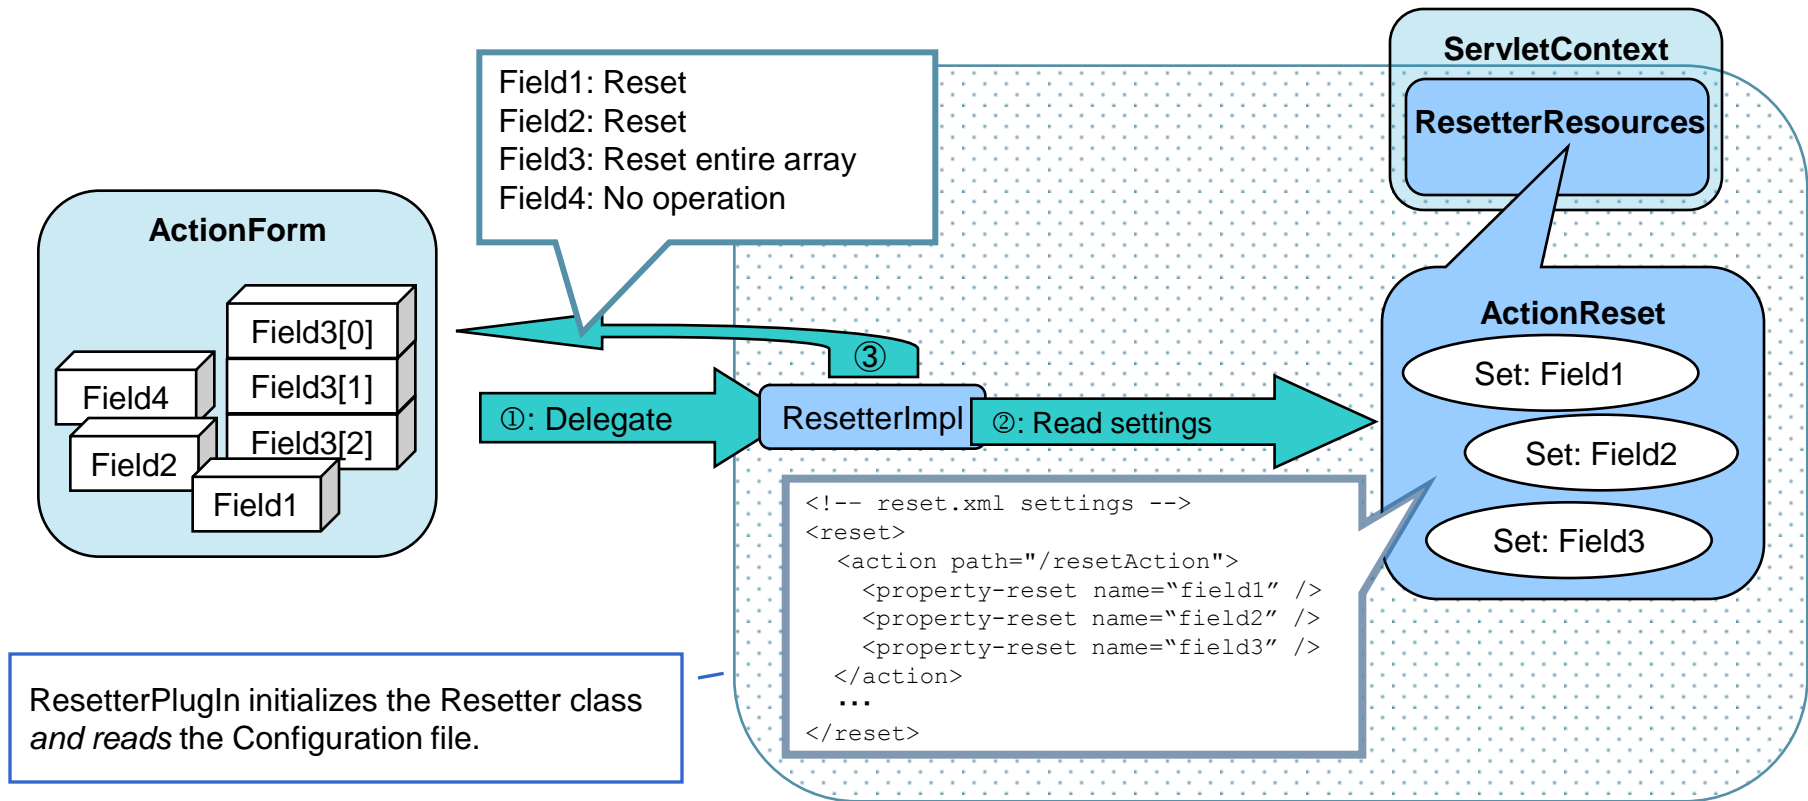 ServletContext
ResetterResources
Field1: Reset
Field2: Reset
Field3: Reset entire array
Field4: No operation
ActionForm
Field3[0]
Field3[1]
Field3[2]
Field4
Field2
Field1
③
①: Delegate
ResetterImpl
②: Read settings
ActionReset
Set: Field1
Set: Field2
Set: Field3
<!-- reset.xml settings -->
<reset>
<action path="/resetAction">
<property-reset name=“field1” />
<property-reset name=“field2” />
<property-reset name=“field3” />
</action>
...
</reset>
ResetterPlugIn initializes the Resetter class
and reads the Configuration file.